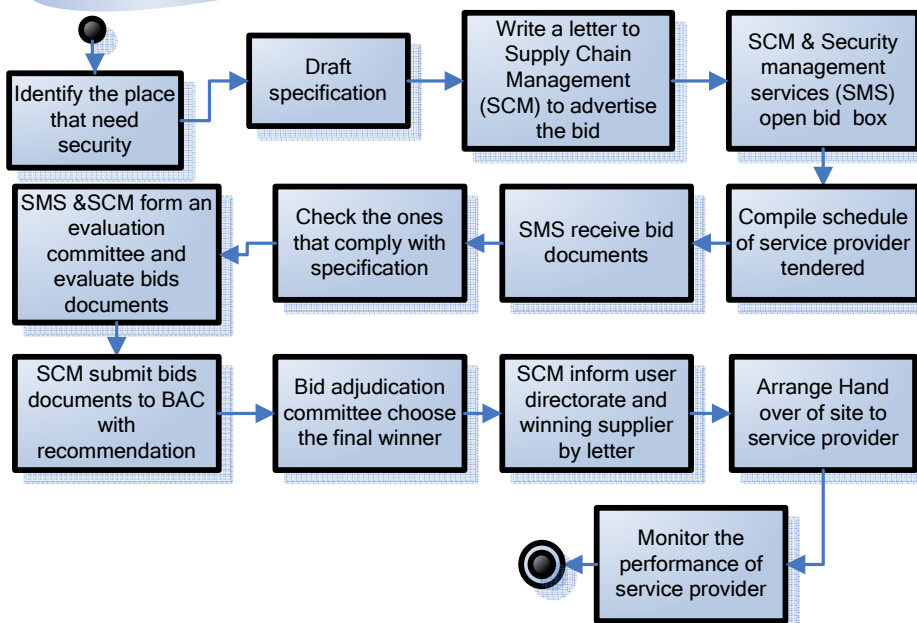 Identify the place
that need
security
Draft
specification
Write a letter to
Supply Chain
Management
(SCM) to advertise
the bid
SCM & Security
management
services (SMS)
open bid  box
Compile schedule
of service provider
tendered
SMS receive bid
documents
Check the ones
that comply with
specification
SMS &SCM form an
evaluation
committee and
evaluate bids
documents
SCM submit bids
documents to BAC
with
recommendation
Bid adjudication
committee choose
the final winner
SCM inform user
directorate and
winning supplier
by letter
Arrange Hand
over of site to
service provider
Monitor the
performance of
service provider